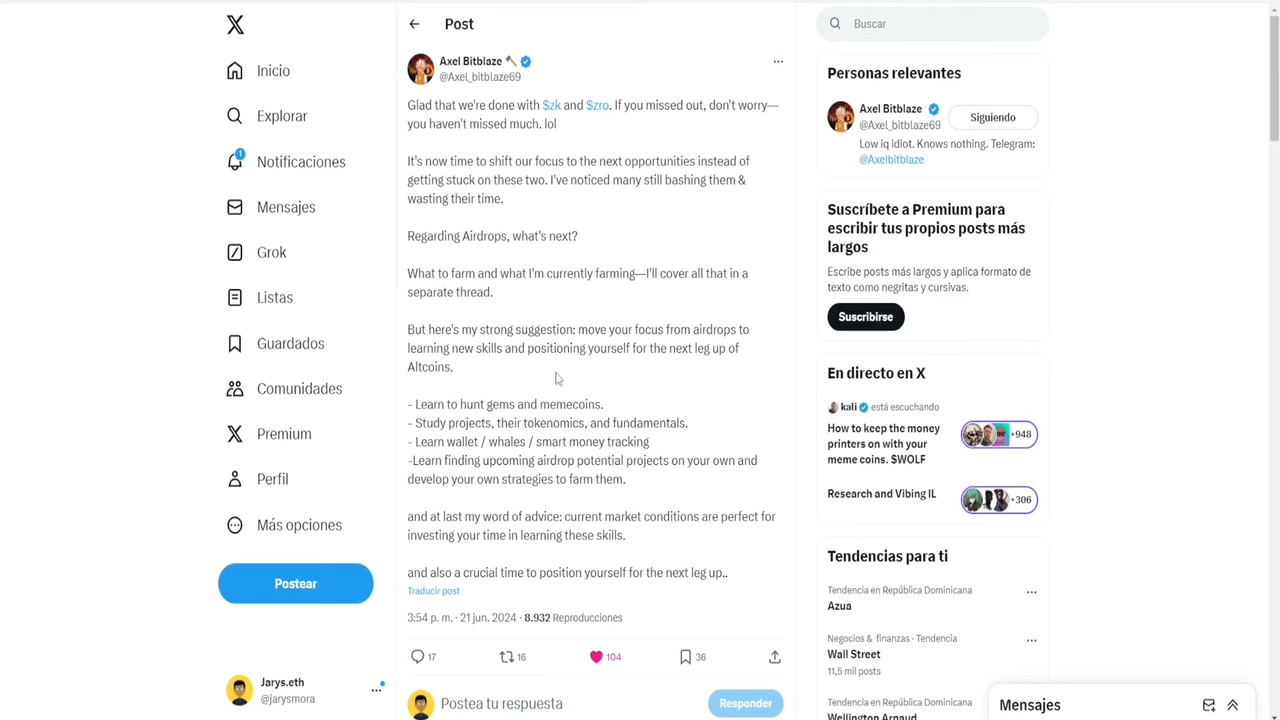 Inicio
Explorar
1
Notificaciones
Mensajes
Grok
Listas
Guardados
Comunidades
Premium
Perfil
Más opciones
Postear
Jarys.eth
@jarysmora
Post
Axel Bitblaze
@Axel_bitblaze69
Glad that we're done with $zk and $zro. If you missed out, don't worry—
you haven't missed much. lol
It's now time to shift our focus to the next opportunities instead of
getting stuck on these two. I've noticed many still bashing them &
wasting their time.
Regarding Airdrops, what's next?
What to farm and what I'm currently farming—I'll cover all that in a
separate thread.
But here's my strong suggestion: move your focus from airdrops to
learning new skills and positioning yourself for the next leg up of
Altcoins.
- Learn to hunt gems and memecoins.
- Study projects, their tokenomics, and fundamentals.
- Learn wallet / whales / smart money tracking
-Learn finding upcoming airdrop potential projects on your own and
develop your own strategies to farm them.
and at last my word of advice: current market conditions are perfect for
investing your time in learning these skills.
and also a crucial time to position yourself for the next leg up..
Traducir post
3:54 p. m. · 21 jun. 2024 · 8.932 Reproducciones
17 16 104 36
Postea tu respuesta
Responder
Buscar
Personas relevantes
Axel Bitblaze
@Axel_bitblaze69
Siguiendo
Low iq idiot. Knows nothing. Telegram:
@Axelbitblaze
Suscríbete a Premium para
escribir tus propios posts más
largos
Escribe posts más largos y aplica formato de
texto como negritas y cursivas.
Suscribirse
En directo en X
kali está escuchando
How to keep the money
printers on with your
meme coins. $WOLF
+948
Research and Vibing IL
+306
Tendencias para ti
Tendencia en República Dominicana
Azua
Negocios & finanzas · Tendencia
Wall Street
11,5 mil posts
Tendencia en República Dominicana
Wellington Arnaud
Mensajes